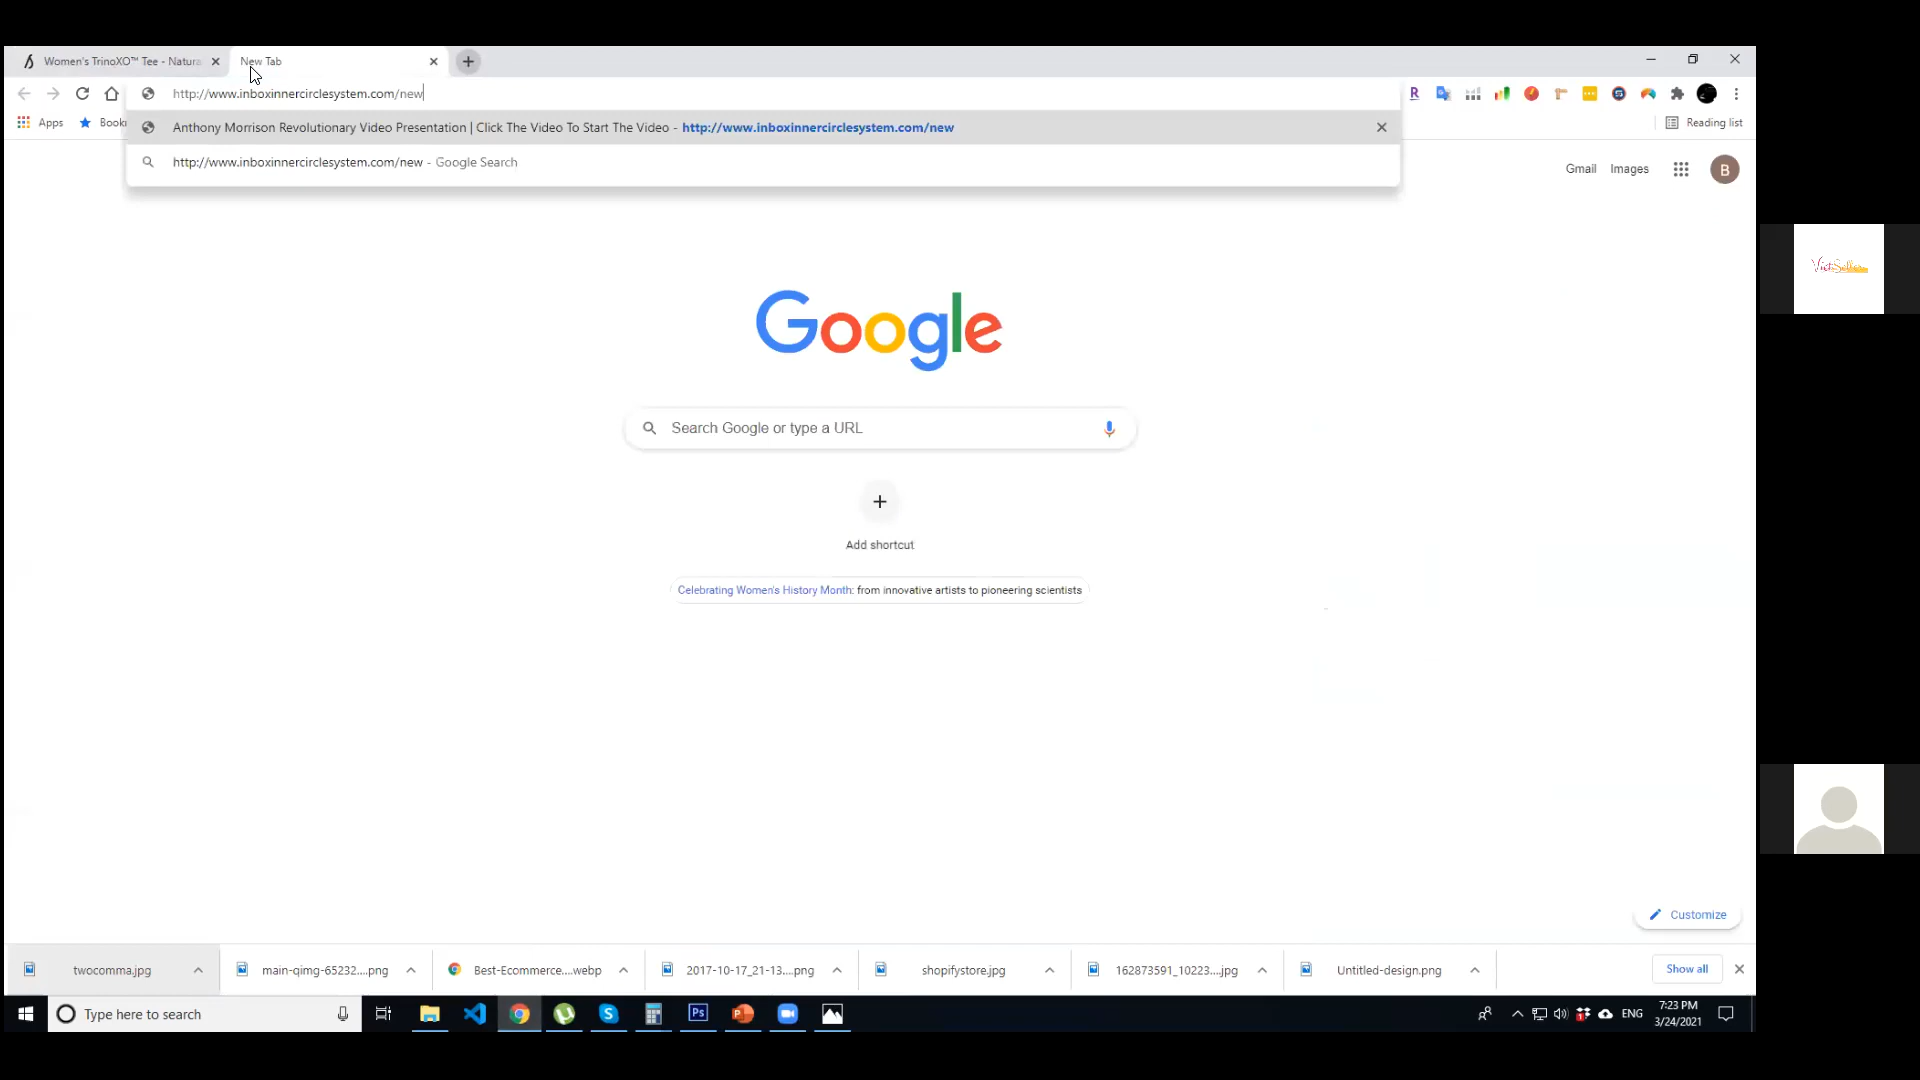 Women's TrinoXO™ Tee - Natura
New Tab
http://www.inboxinnercirclesystem.com/new
Anthony Morrison Revolutionary Video Presentation | Click The Video To Start The Video - http://www.inboxinnercirclesystem.com/new
http://www.inboxinnercirclesystem.com/new - Google Search
Apps
Bookı
Reading list
Gmail
Images
B
Google
Search Google or type a URL
Add shortcut
Celebrating Women's History Month: from innovative artists to pioneering scientists
VietSeller
Customize
twocomma.jpg
main-qimg-65232....png
Best-Ecommerce....webp
2017-10-17_21-13....png
shopifystore.jpg
162873591_10223....jpg
Untitled-design.png
Show all
Type here to search
Ps
ENG
7:23 PM
3/24/2021